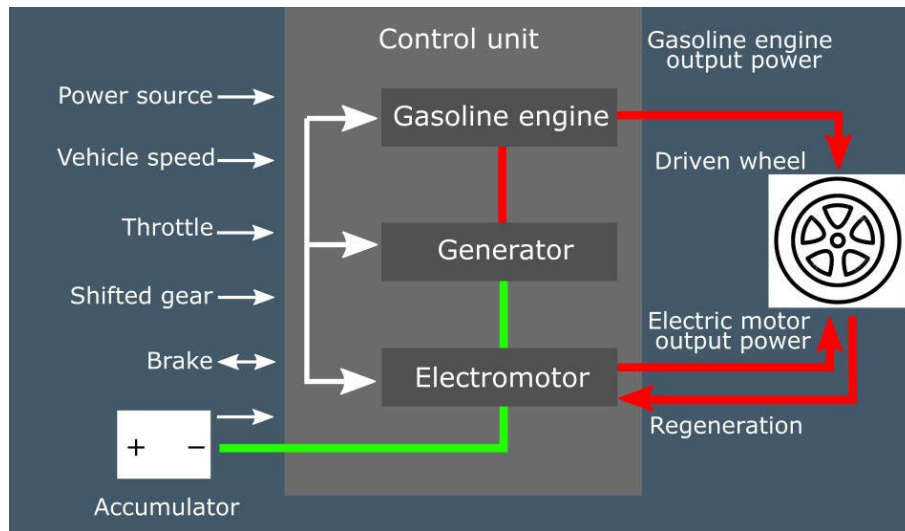 Control unit
Gasoline engine
output power
Power source
Gasoline engine
Vehicle speed
Driven wheel
Throttle
Generator
Shifted gear
Electric motor
output power
Brake
Electromotor
Regeneration
+ −
Accumulator